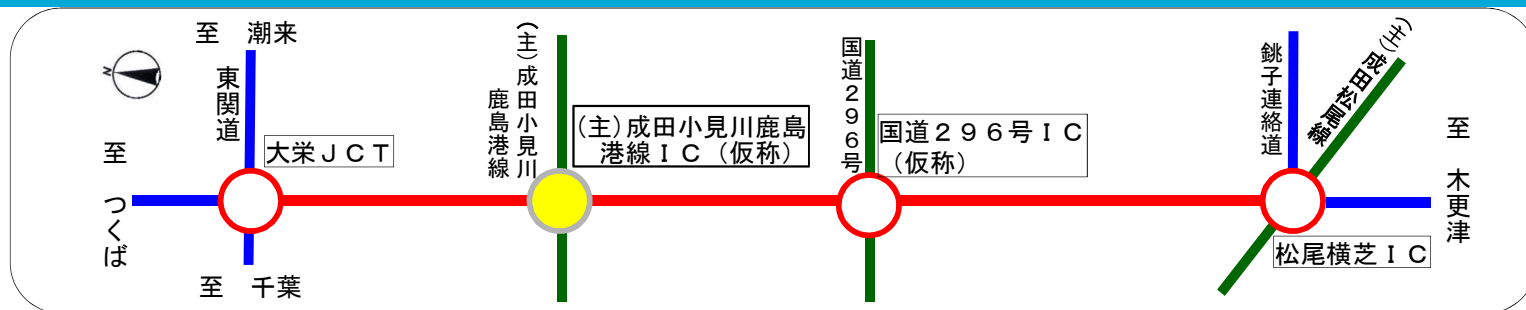 至 潮来
東関道
N
至 つくば
大栄ＪＣＴ
至 千葉
(主)成田小見川
鹿島港線
(主)成田小見川鹿島
港線ＩＣ（仮称）
国道２９６号
国道２９６号ＩＣ
（仮称）
銚子連絡道
(主)成田松尾線
至 木更津
松尾横芝ＩＣ